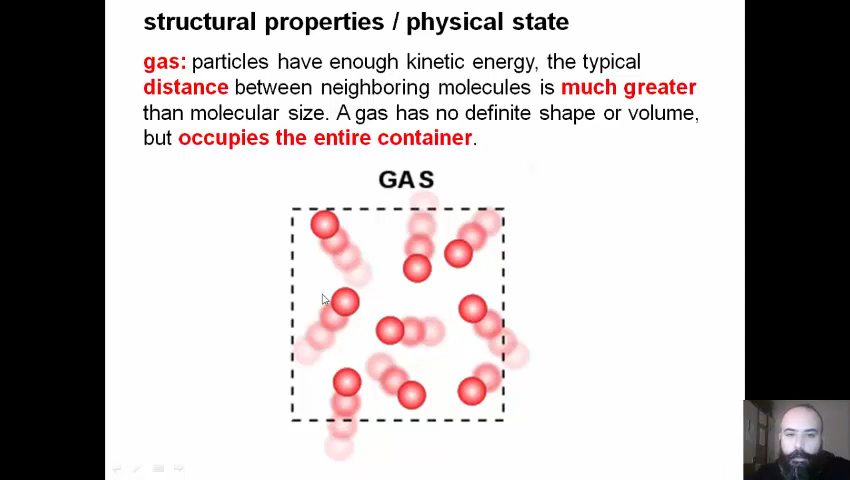 structural properties / physical state
gas: particles have enough kinetic energy, the typical
distance between neighboring molecules is much greater
than molecular size. A gas has no definite shape or volume,
but occupies the entire container.
GAS